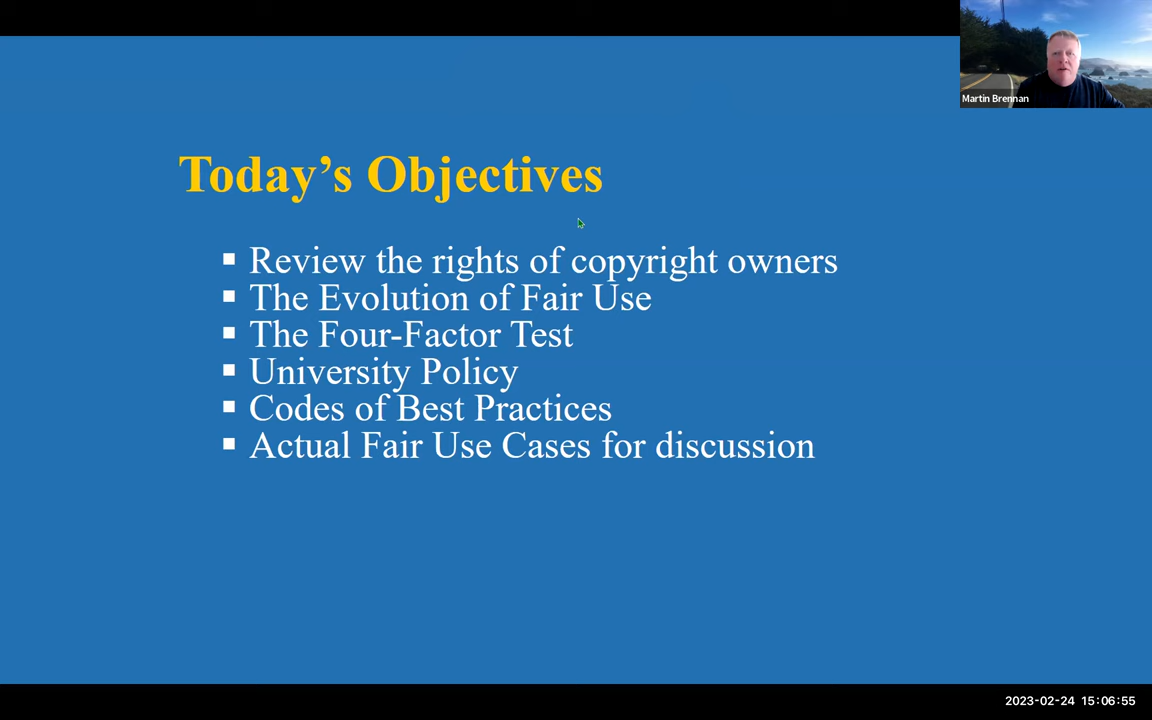 Martin Brennan
Today’s Objectives
▪ Review the rights of copyright owners
▪ The Evolution of Fair Use
▪ The Four-Factor Test
▪ University Policy
▪ Codes of Best Practices
▪ Actual Fair Use Cases for discussion
2023-02-24 15:06:55